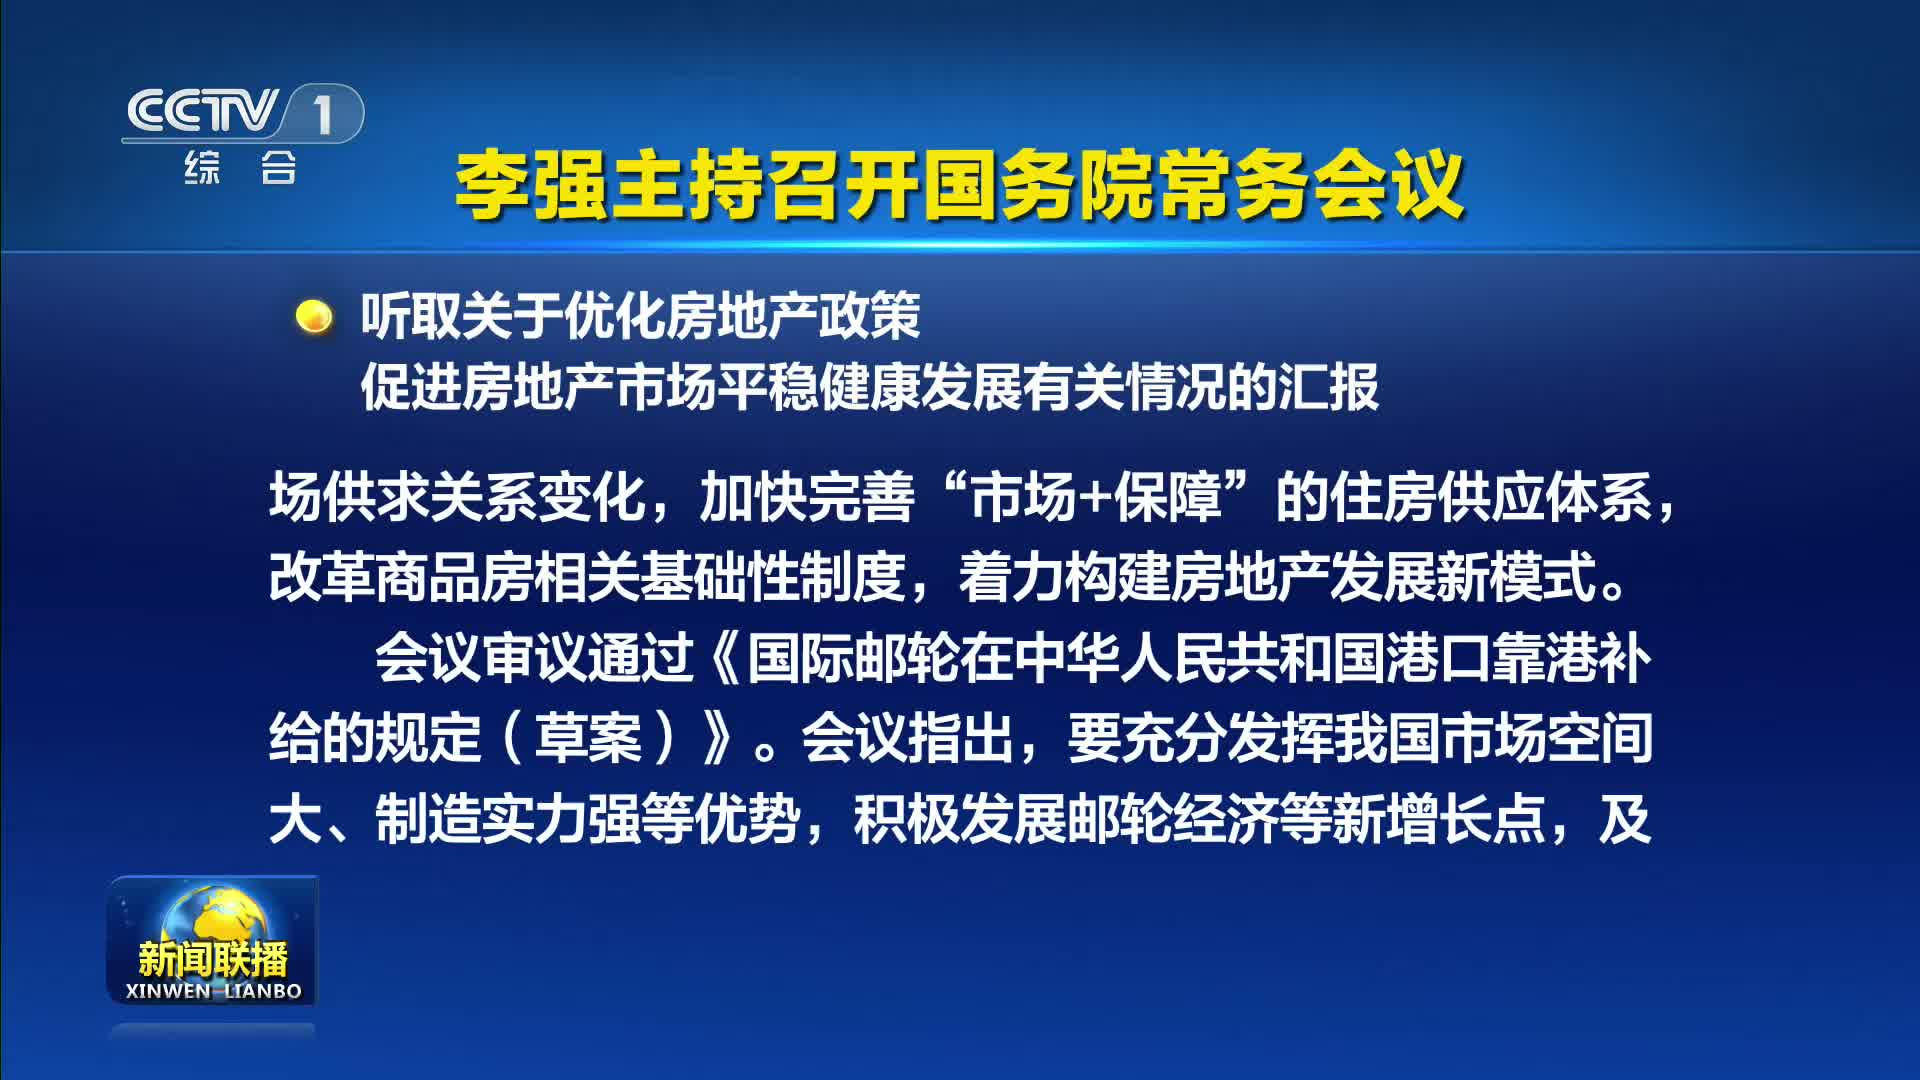 CCTV 1
综 合
李强主持召开国务院常务会议
听取关于优化房地产政策
促进房地产市场平稳健康发展有关情况的汇报
场供求关系变化，加快完善“市场+保障”的住房供应体系，
改革商品房相关基础性制度，着力构建房地产发展新模式。
会议审议通过《国际邮轮在中华人民共和国港口靠港补
给的规定（草案）》。会议指出，要充分发挥我国市场空间
大、制造实力强等优势，积极发展邮轮经济等新增长点，及
新闻联播
XINWEN LIANBO